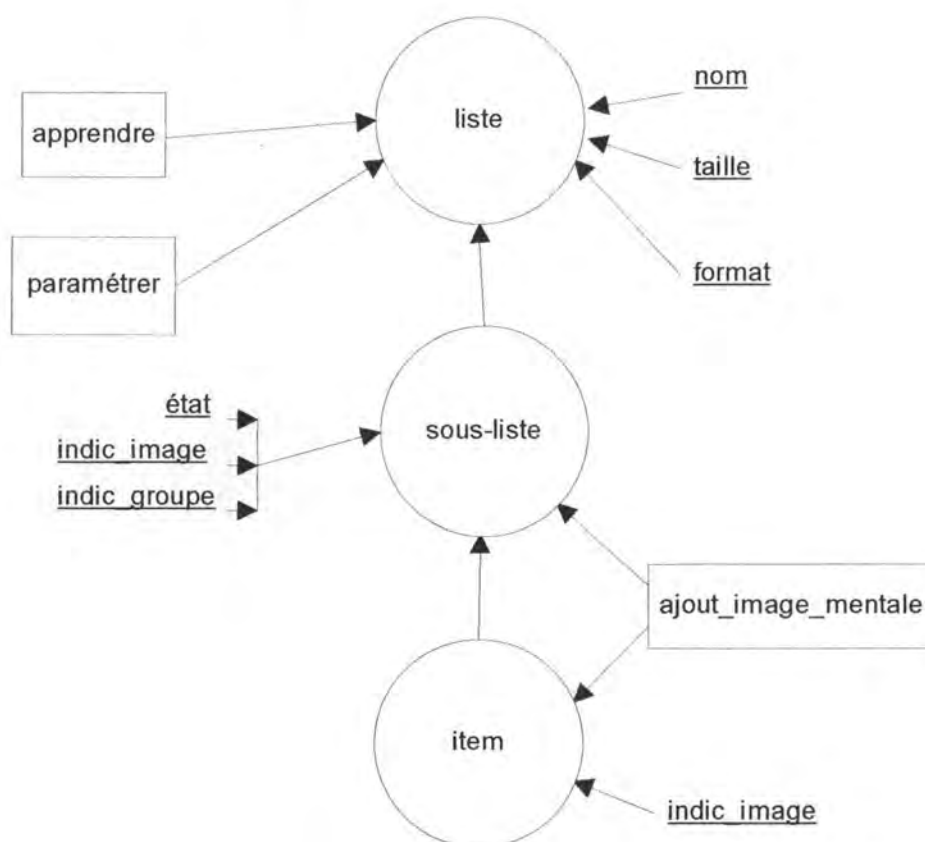 nom
liste
apprendre
taille
format
paramétrer
état
sous-liste
indic_image
indic_groupe
ajout_image_mentale
item
indic_image